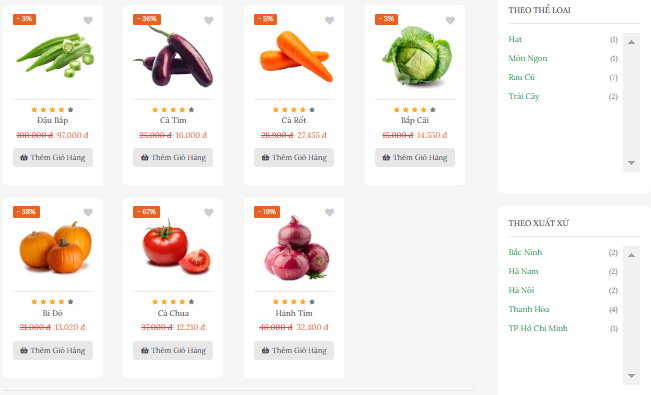 - 3%
Đậu Bắp
100.000 đ 97.000 đ
Thêm Giỏ Hàng
- 36%
Cà Tím
25.000 đ 16.000 đ
Thêm Giỏ Hàng
- 5%
Cà Rốt
28.900 đ 27.455 đ
Thêm Giỏ Hàng
- 3%
Bắp Cải
15.000 đ 14.550 đ
Thêm Giỏ Hàng
- 38%
Bí Đỏ
21.000 đ 13.020 đ
Thêm Giỏ Hàng
- 67%
Cà Chua
37.000 đ 12.210 đ
Thêm Giỏ Hàng
- 19%
Hành Tím
40.000 đ 32.400 đ
Thêm Giỏ Hàng
THEO THỂ LOẠI
Hạt (1)
Món Ngon (1)
Rau Củ (7)
Trái Cây (2)
THEO XUẤT XỨ
Bắc Ninh (2)
Hà Nam (2)
Hà Nội (2)
Thanh Hóa (4)
TP Hồ Chí Minh (1)